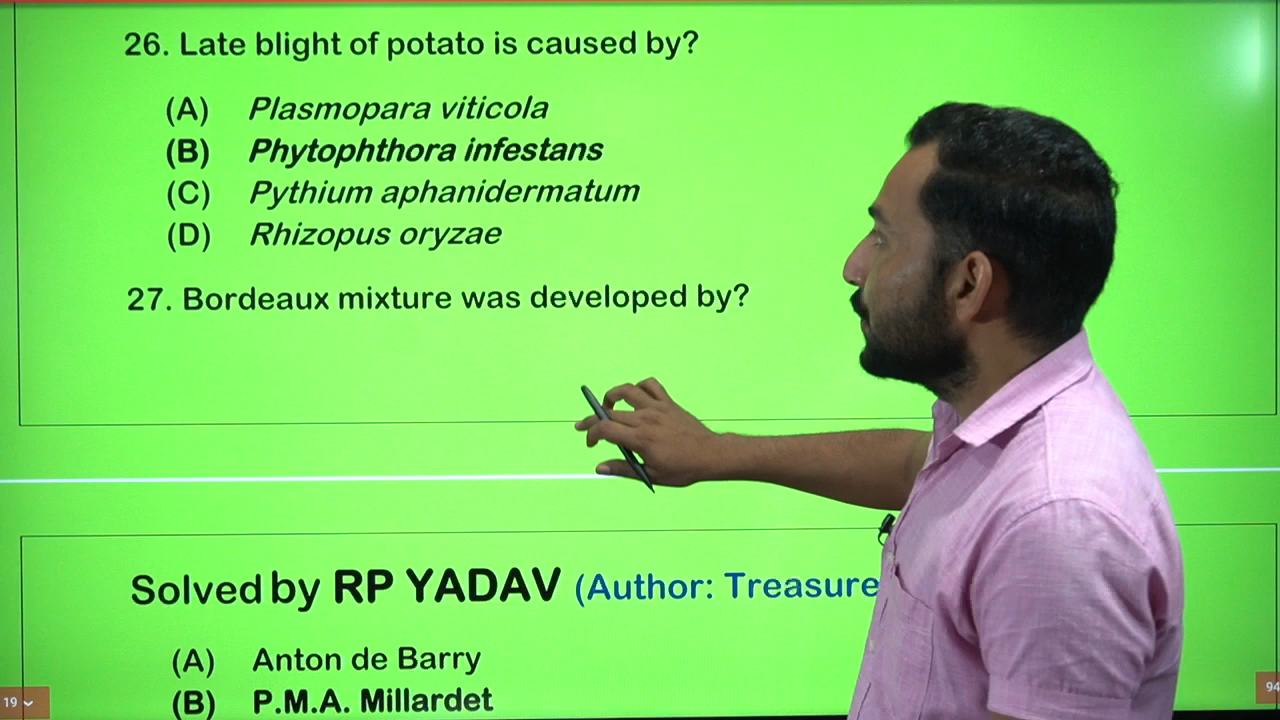 26. Late blight of potato is caused by?
(A) Plasmopara viticola
(B) Phytophthora infestans
(C) Pythium aphanidermatum
(D) Rhizopus oryzae
27. Bordeaux mixture was developed by?
Solved by RP YADAV (Author: Treasure
(A) Anton de Barry
(B) P.M.A. Millardet
19
94